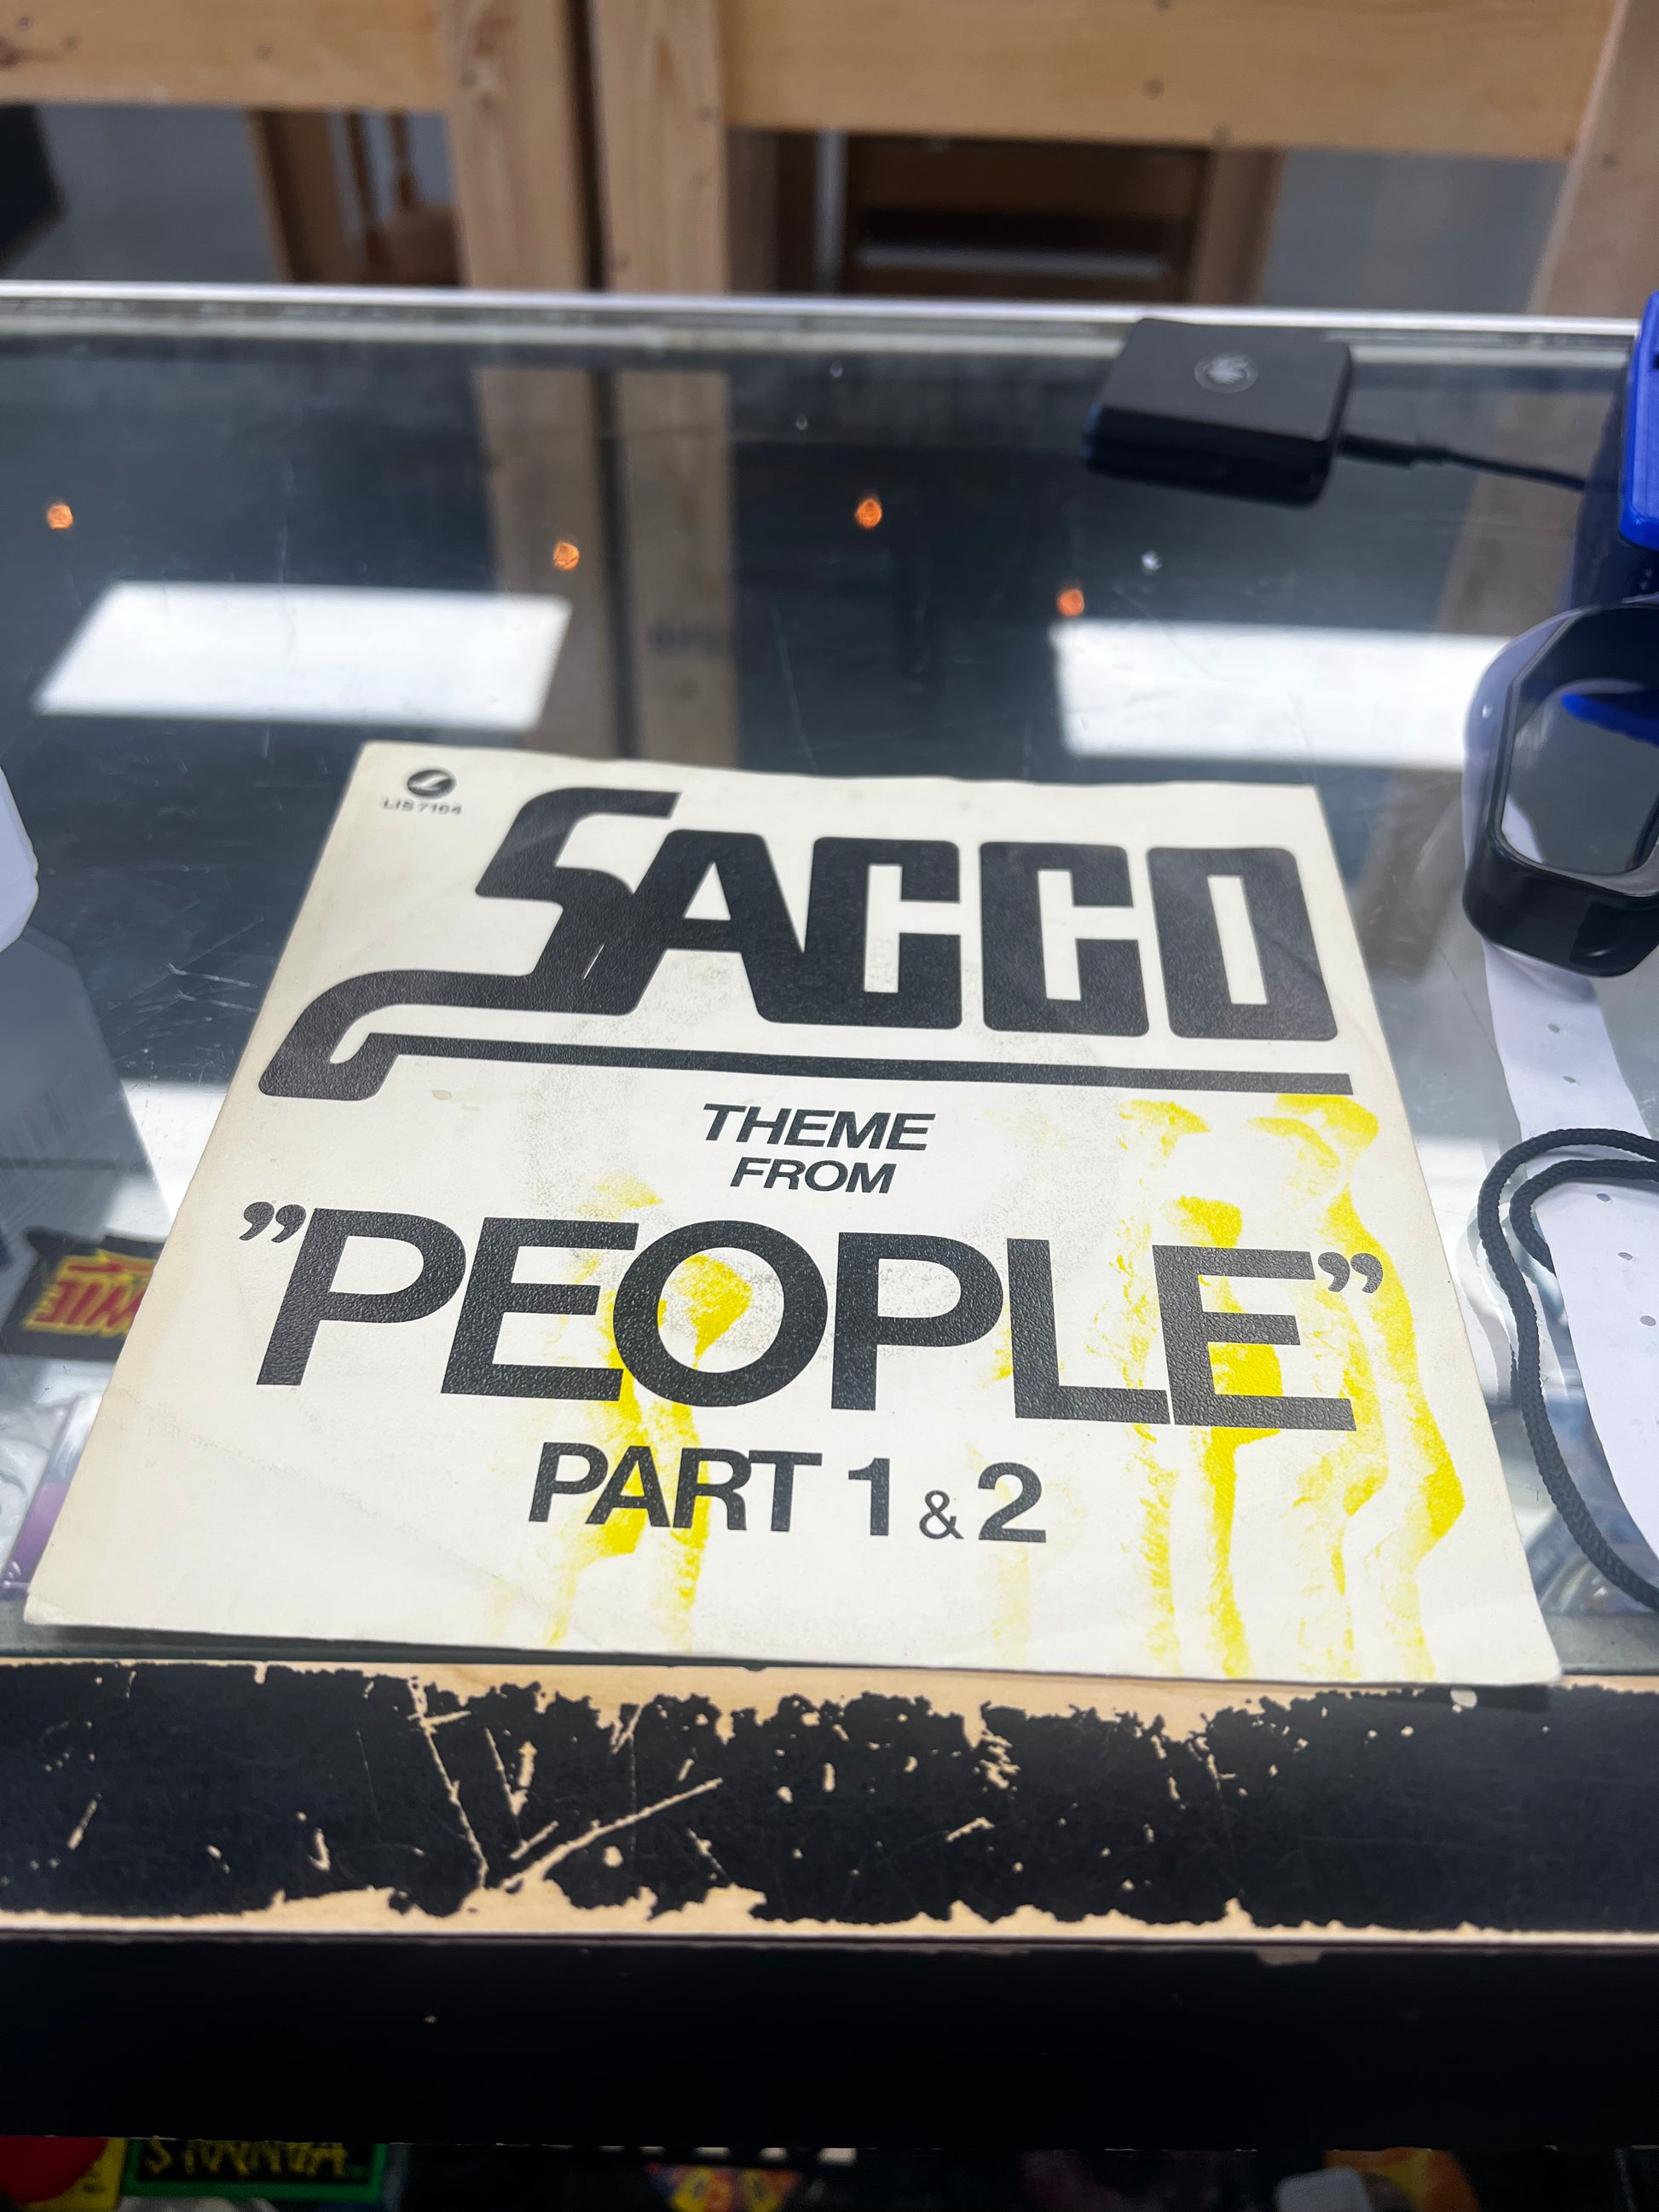 LIS 7164
SACCO
THEME
FROM
”PEOPLE”
PART 1 & 2